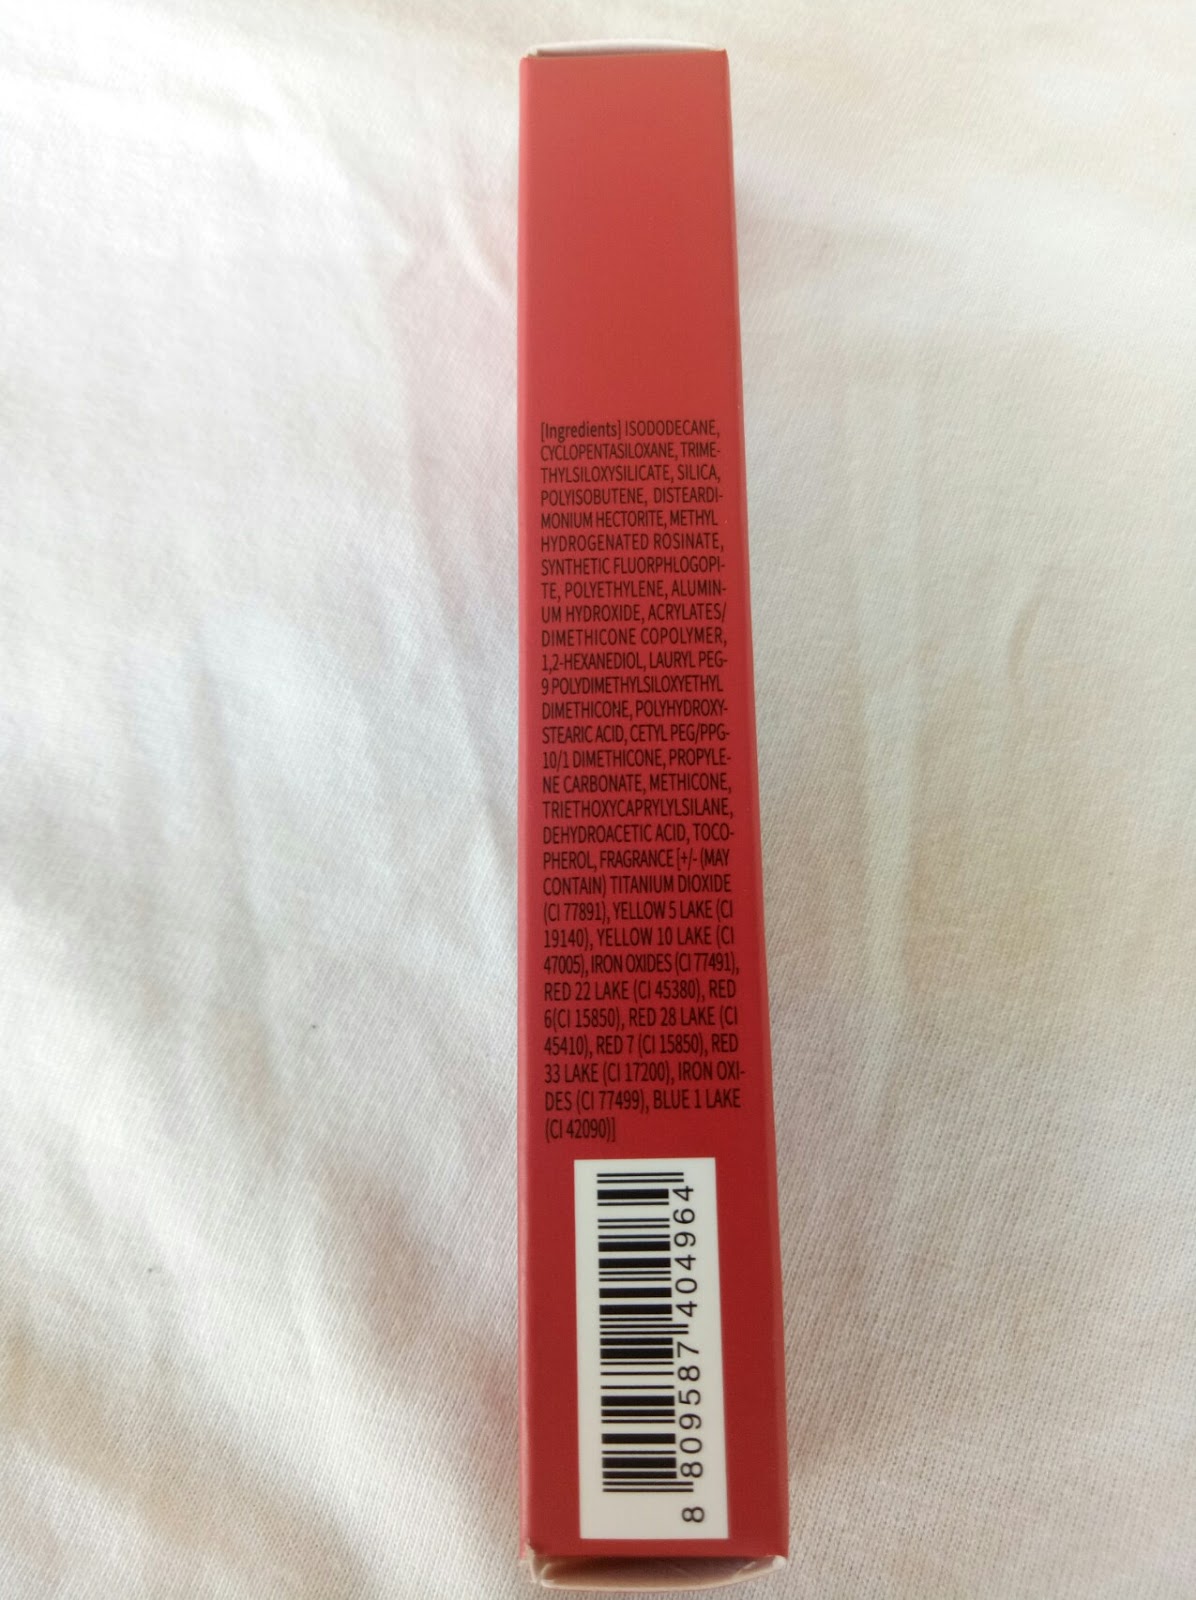 [Ingredients] ISODODECANE,
CYCLOPENTASILOXANE, TRIME-
THYLSILOXYSILICATE, SILICA,
POLYISOBUTENE, DISTEARDI-
MONIUM HECTORITE, METHYL
HYDROGENATED ROSINATE,
SYNTHETIC FLUORPHLOGOPI-
TE, POLYETHYLENE, ALUMIN-
UM HYDROXIDE, ACRYLATES/
DIMETHICONE COPOLYMER,
1,2-HEXANEDIOL, LAURYL PEG-
9 POLYDIMETHYLSILOXYETHYL
DIMETHICONE, POLYHYDROXY-
STEARIC ACID, CETYL PEG/PPG-
10/1 DIMETHICONE, PROPYLE-
NE CARBONATE, METHICONE,
TRIETHOXYCAPRYLYLSILANE,
DEHYDROACETIC ACID, TOCO-
PHEROL, FRAGRANCE [+/- (MAY
CONTAIN) TITANIUM DIOXIDE
(CI 77891), YELLOW 5 LAKE (CI
19140), YELLOW 10 LAKE (CI
47005), IRON OXIDES (CI 77491),
RED 22 LAKE (CI 45380), RED
6(CI 15850), RED 28 LAKE (CI
45410), RED 7 (CI 15850), RED
33 LAKE (CI 17200), IRON OXI-
DES (CI 77499), BLUE 1 LAKE
(CI 42090)]
8 809587 404964